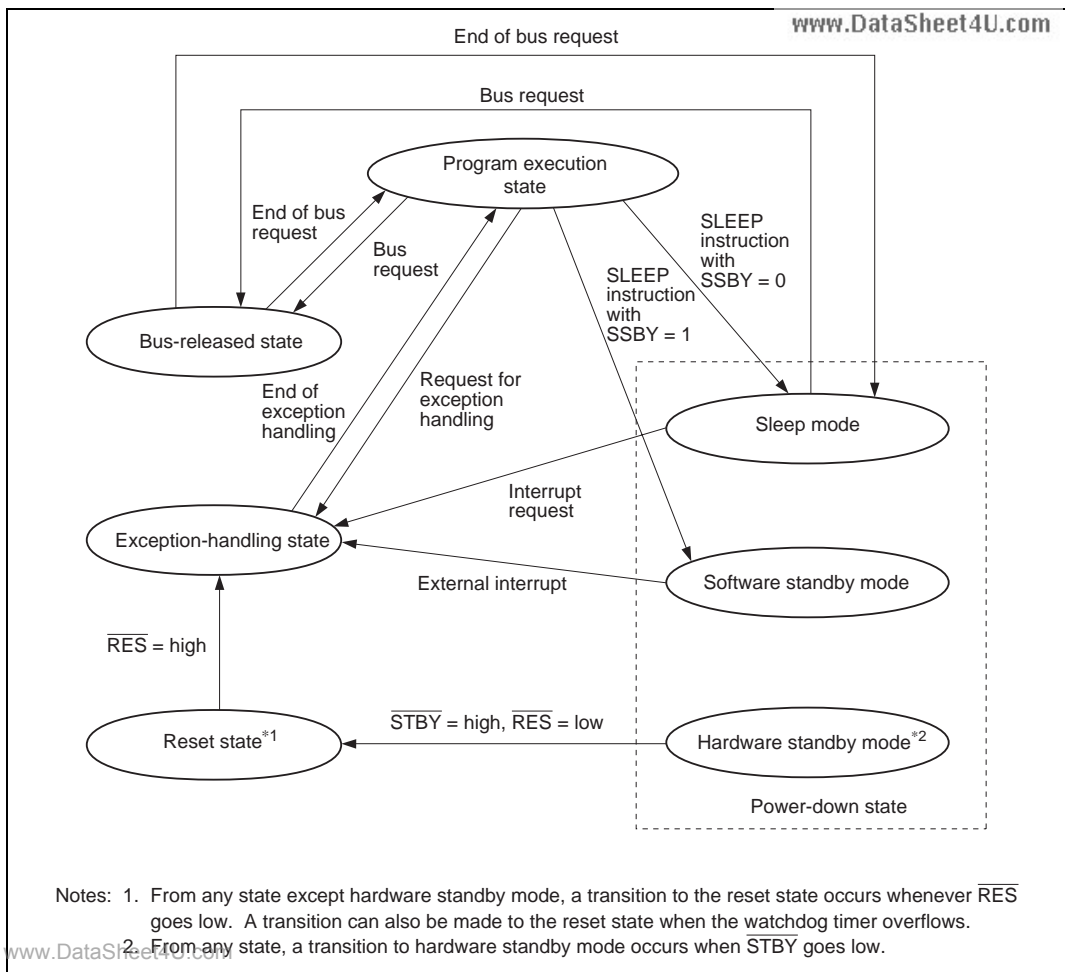 www.DataSheet4U.com
End of bus request
Bus request
Program execution
state
End of bus
request
Bus
request
SLEEP
instruction
with
SSBY = 0
SLEEP
instruction
with
SSBY = 1
Bus-released state
End of
exception
handling
Request for
exception
handling
Sleep mode
Interrupt
request
Exception-handling state
External interrupt
Software standby mode
RES = high
STBY = high, RES = low
Reset state*1
Hardware standby mode*2
Power-down state
Notes: 1. From any state except hardware standby mode, a transition to the reset state occurs whenever RES
goes low. A transition can also be made to the reset state when the watchdog timer overflows.
2. From any state, a transition to hardware standby mode occurs when STBY goes low.
www.DataSheet4U.com